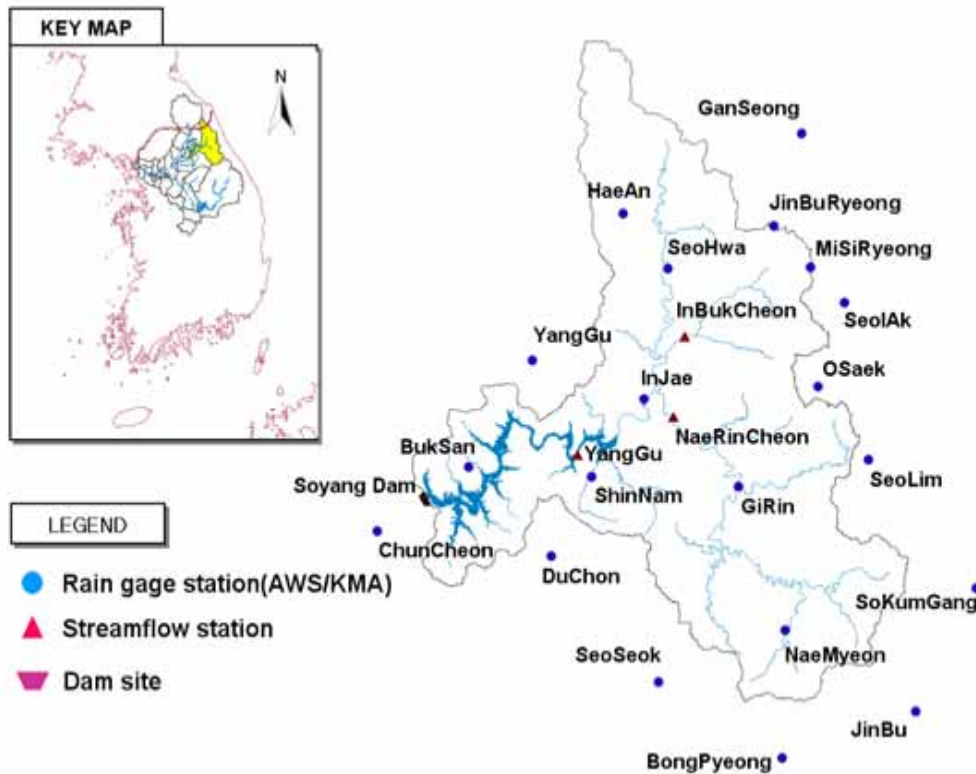 KEY MAP
N
GanSeong
HaeAn
JinBuRyeong
SeoHwa
MiSiRyeong
InBukCheon
SeolAk
YangGu
OSaek
InJae
NaeRinCheon
BukSan
YangGu
SeoLim
Soyang Dam
ShinNam
GiRin
LEGEND
ChunCheon
DuChon
Rain gage station(AWS/KMA)
SoKumGang
Streamflow station
SeoSeok
NaeMyeon
Dam site
JinBu
BongPyeong